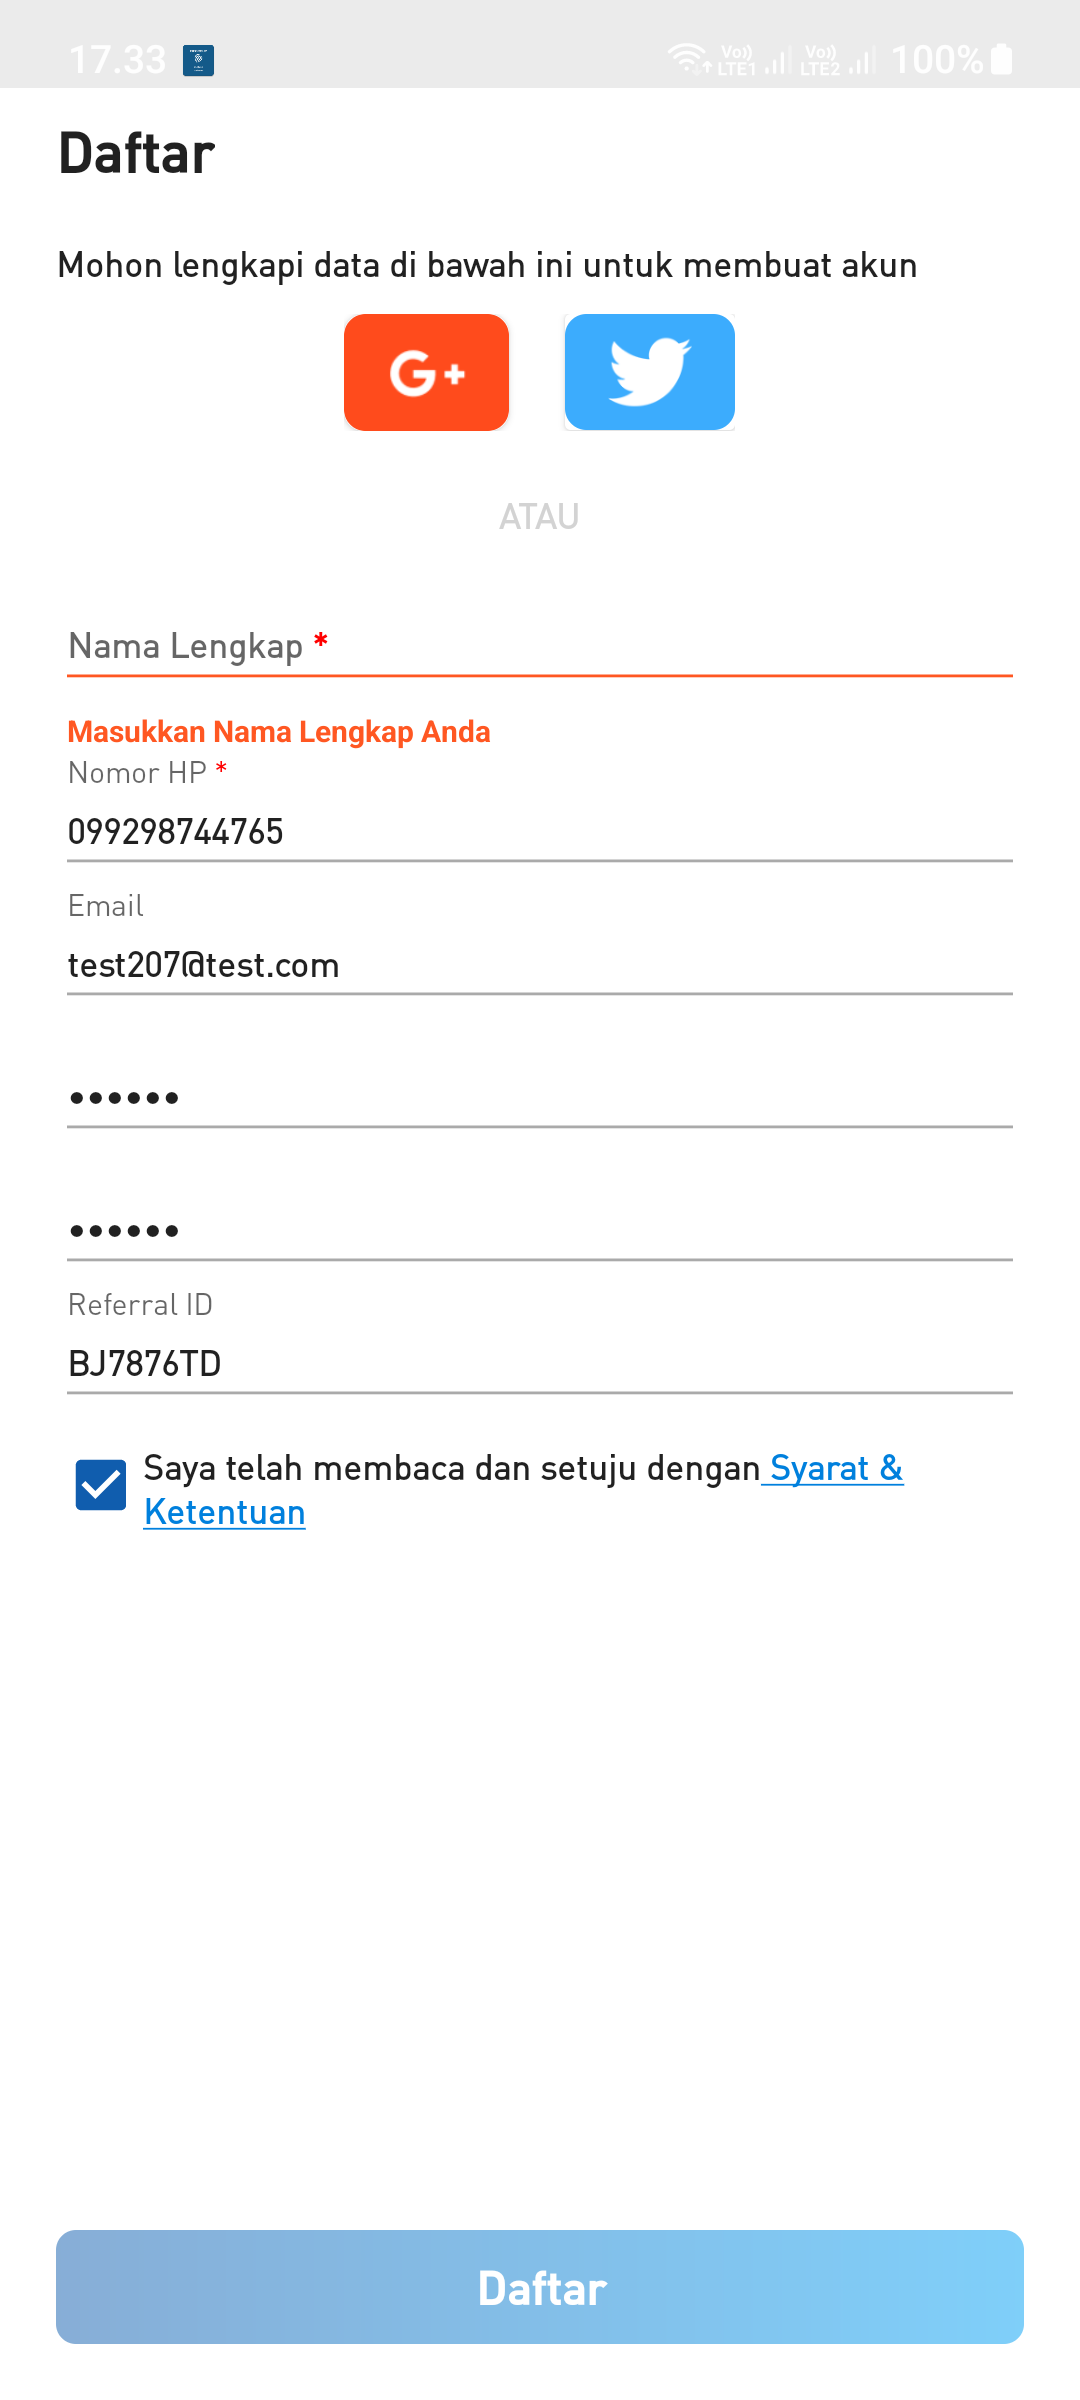 17.33
Vo)) LTE1 Vo)) LTE2 100%
Daftar
Mohon lengkapi data di bawah ini untuk membuat akun
G+
ATAU
Nama Lengkap *
Masukkan Nama Lengkap Anda
Nomor HP *
099298744765
Email
test207@test.com
••••••
••••••
Referral ID
BJ7876TD
Saya telah membaca dan setuju dengan Syarat &
Ketentuan
Daftar